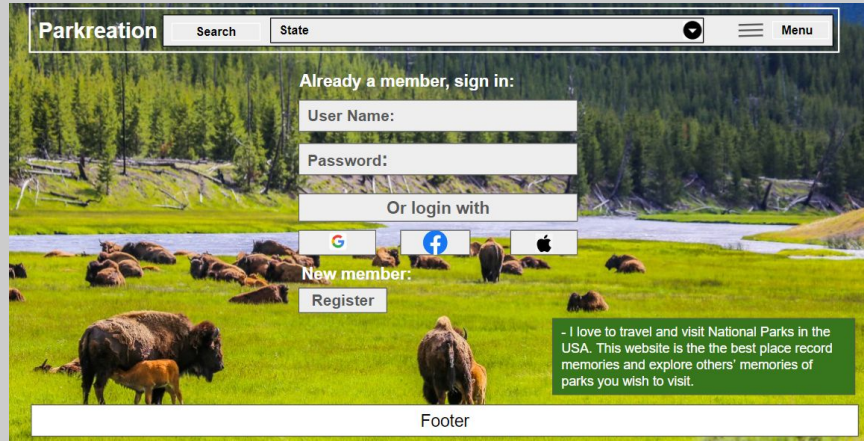 Parkreation Search State Menu
Already a member, sign in:
User Name:
Password:
Or login with
New member:
Register
- I love to travel and visit National Parks in the
USA. This website is the the best place record
memories and explore others' memories of
parks you wish to visit.
Footer